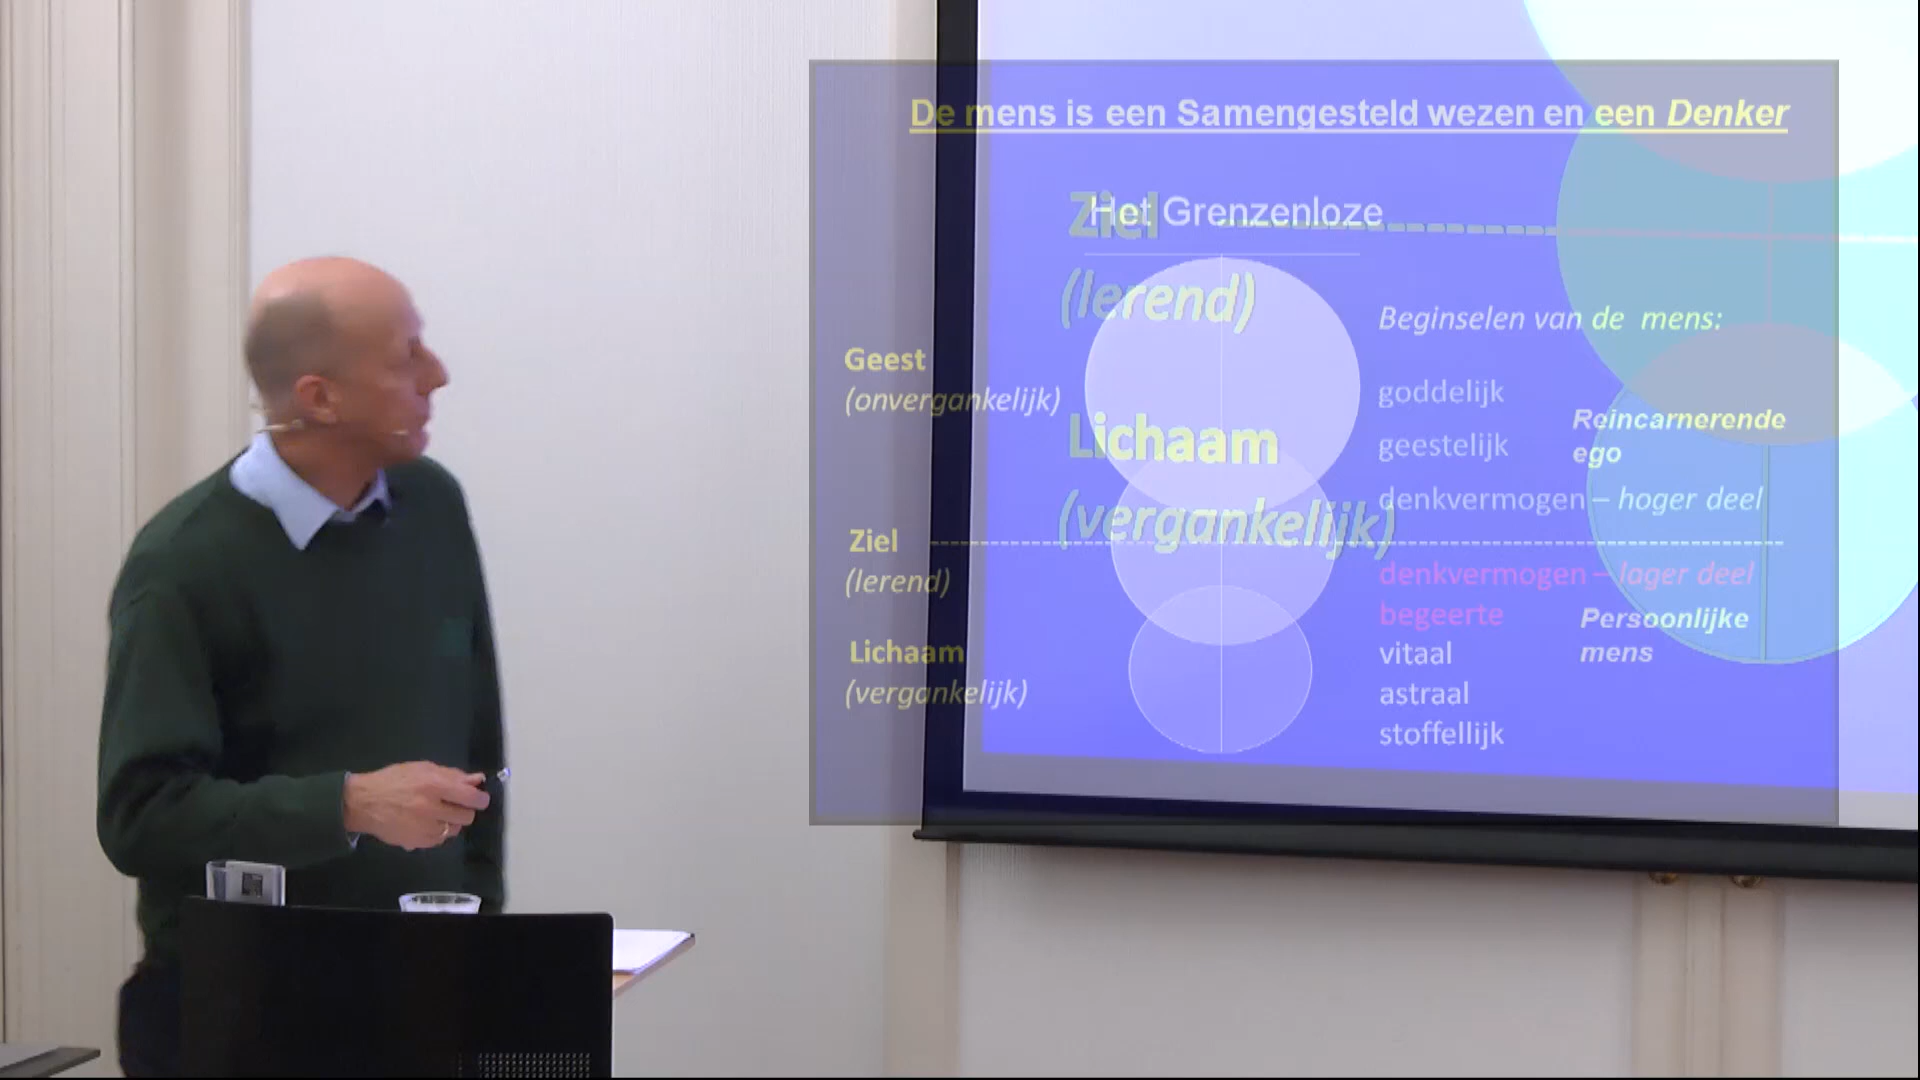 De mens is een Samengesteld wezen en een Denker
Het Grenzenloze
Beginselen van de mens:
Geest
(onvergankelijk)
goddelijk
geestelijk
Reïncarnerende
ego
denkvermogen – hoger deel
Ziel
(lerend)
denkvermogen – lager deel
begeerte
Persoonlijke
mens
Lichaam
(vergankelijk)
vitaal
astraal
stoffelijk
Ziel
(lerend)
Lichaam
(vergankelijk)